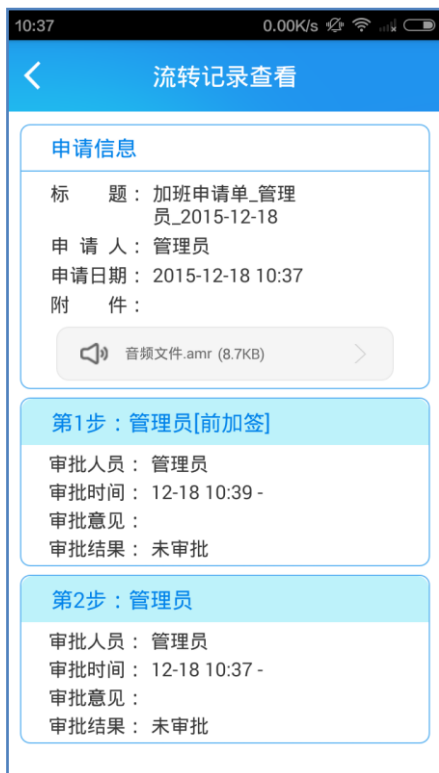 10:37 0.00K/s
流转记录查看
申请信息
标 题： 加班申请单_管理
员_2015-12-18
申 请 人： 管理员
申请日期： 2015-12-18 10:37
附 件：
音频文件.amr (8.7KB)
第1步：管理员[前加签]
审批人员： 管理员
审批时间： 12-18 10:39 -
审批意见：
审批结果： 未审批
第2步：管理员
审批人员： 管理员
审批时间： 12-18 10:37 -
审批意见：
审批结果： 未审批